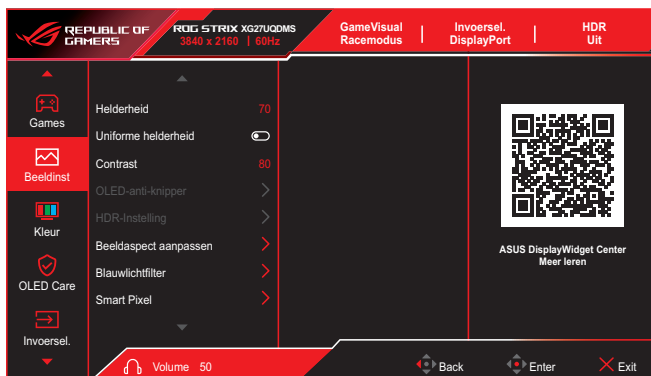 REPUBLIC OF
GAMERS
ROG STRIX XG27UQDMS
3840 x 2160 | 60Hz
GameVisual
Racemodus
Invoersel.
DisplayPort
HDR
Uit
Games
Beeldinst
Kleur
OLED Care
Invoersel.
Helderheid 70
Uniforme helderheid
Contrast 80
OLED-anti-knipper
HDR-Instelling
Beeldaspect aanpassen
Blauwlichtfilter
Smart Pixel
ASUS DisplayWidget Center
Meer leren
Volume 50
Back
Enter
Exit